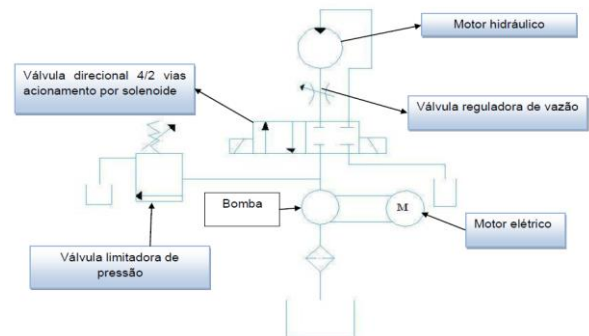 Motor hidráulico
Válvula direcional 4/2 vias
acionamento por solenoide
Válvula reguladora de vazão
Bomba
M
Motor elétrico
Válvula limitadora de
pressão